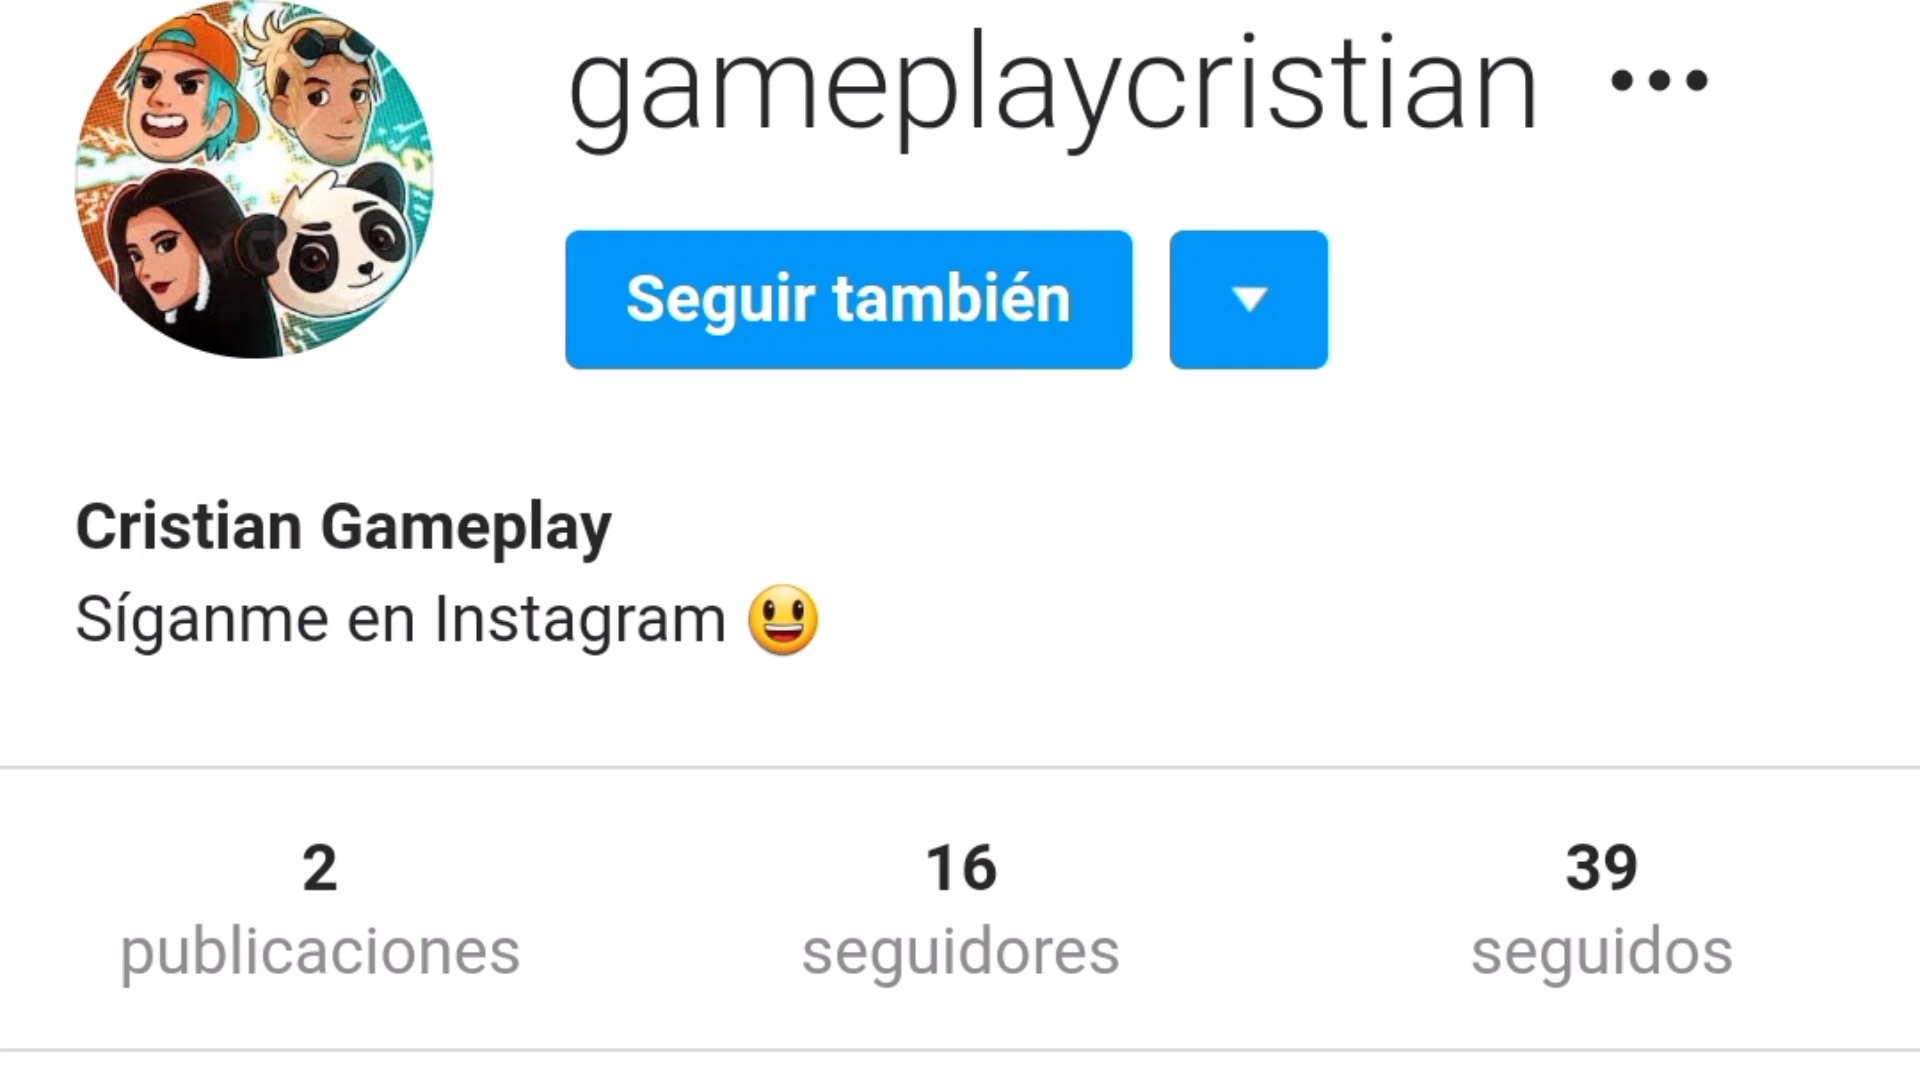 gameplaycristian
Seguir también
Cristian Gameplay
Síganme en Instagram 😃
2 16 39
publicaciones seguidores seguidos